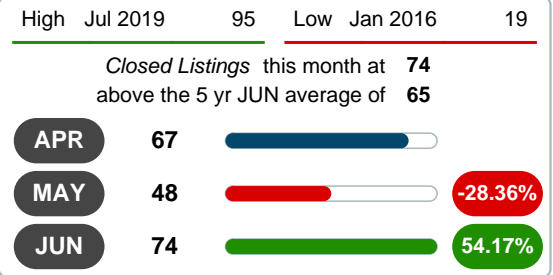 High Jul 2019 95 Low Jan 2016 19
Closed Listings this month at 74
above the 5 yr JUN average of 65
APR 67
MAY 48 -28.36%
JUN 74 54.17%